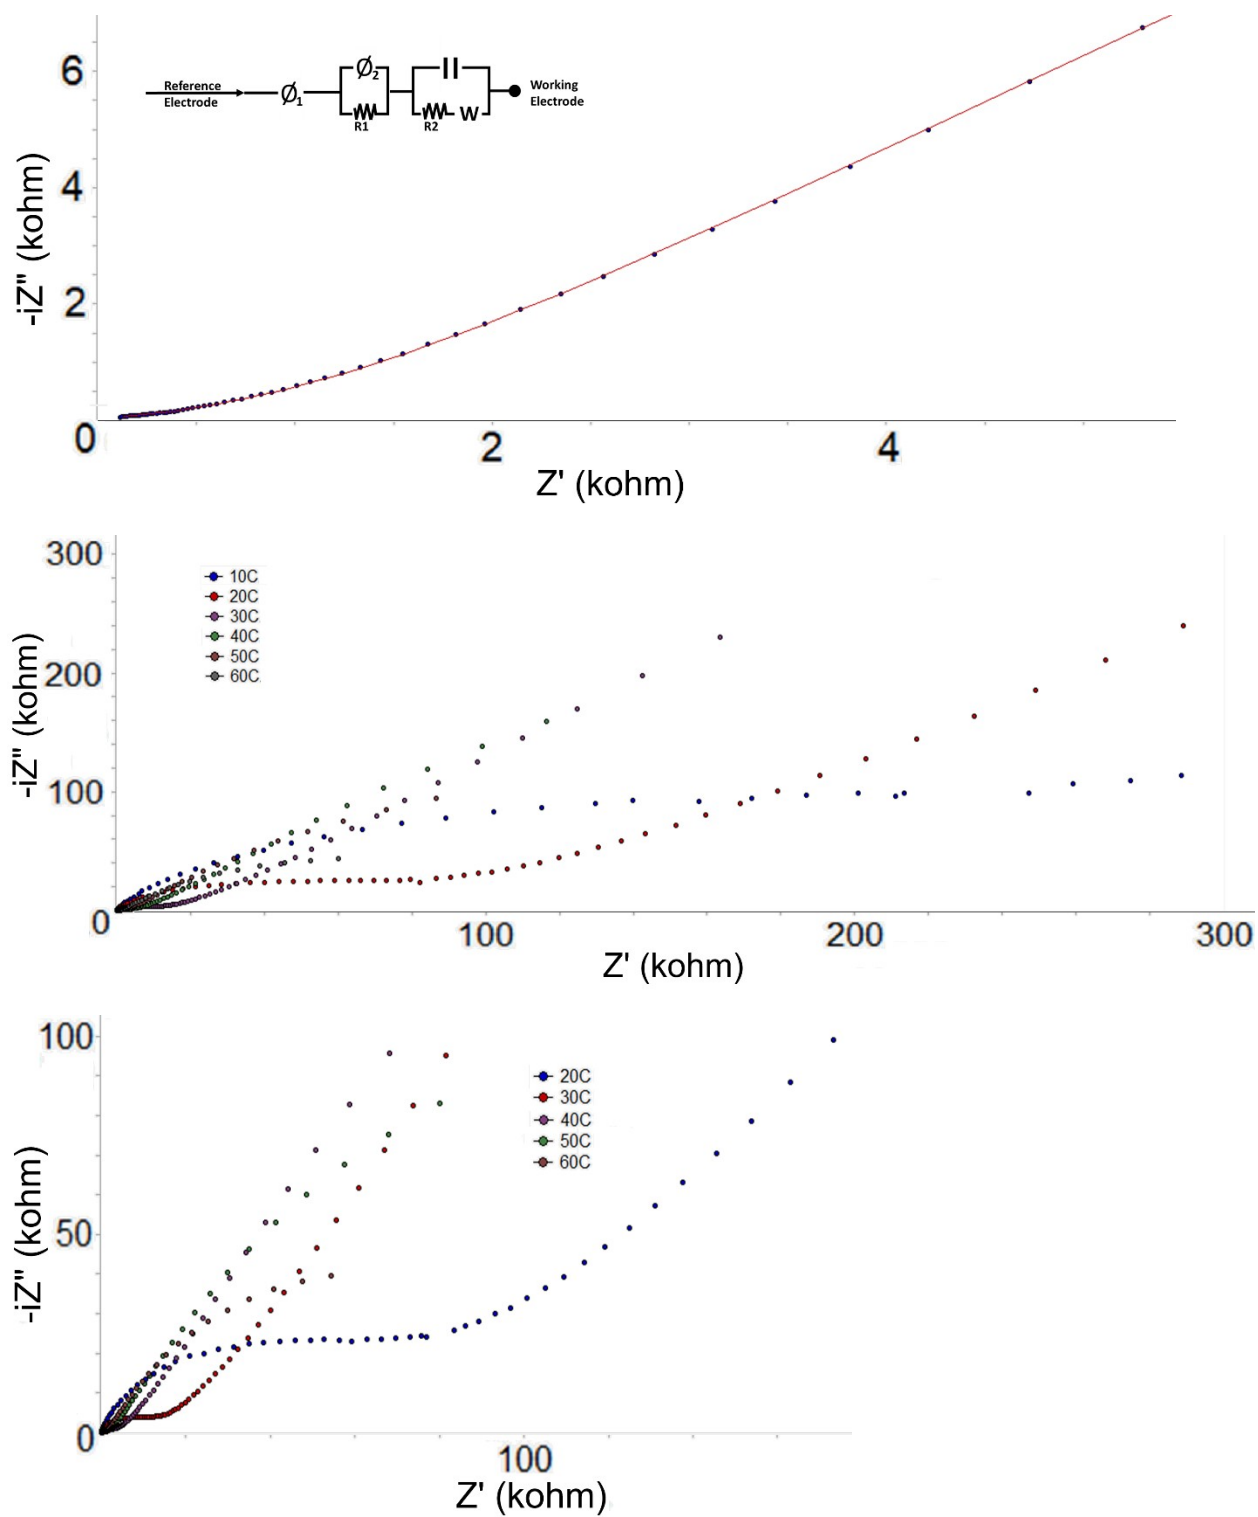 6
4
2
0
-iZ" (kohm)
Reference
Electrode
Ø1
Ø2
R1
R2
W
Working
Electrode
2
4
Z' (kohm)
300
200
100
0
-iZ" (kohm)
10C
20C
30C
40C
50C
60C
100
200
300
Z' (kohm)
100
50
0
-iZ" (kohm)
20C
30C
40C
50C
60C
100
Z' (kohm)